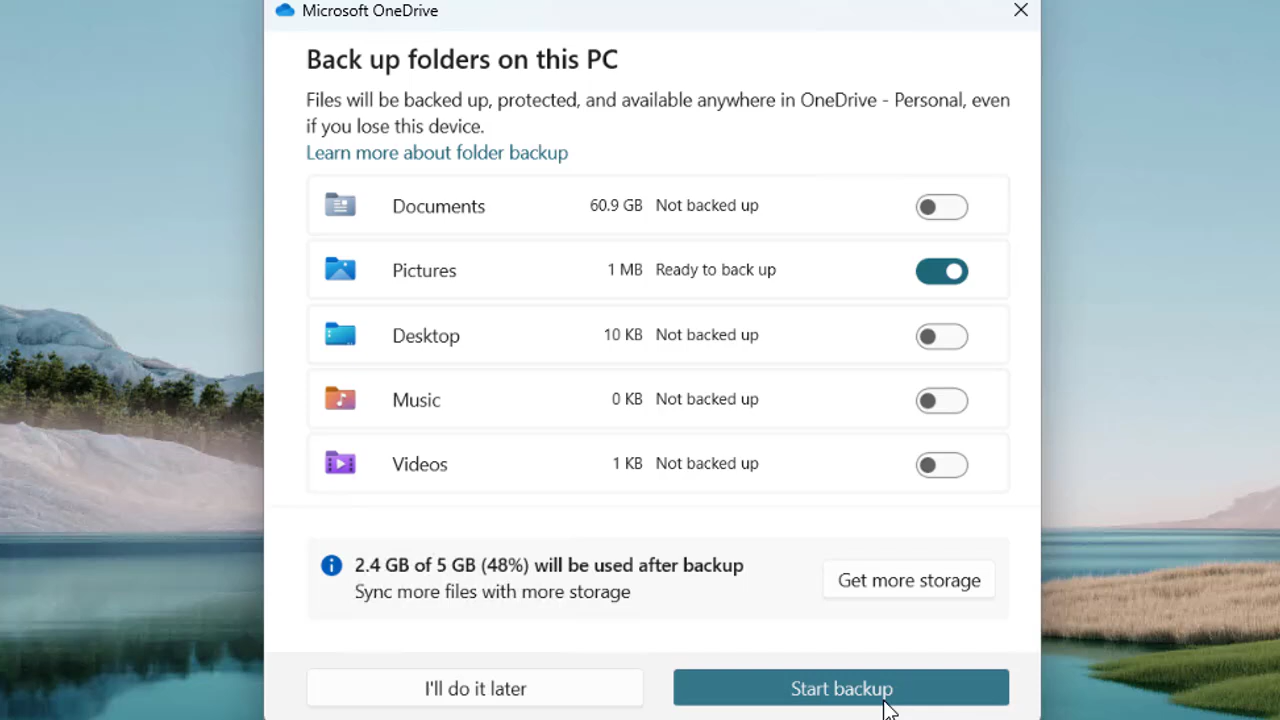 Microsoft OneDrive
Back up folders on this PC
Files will be backed up, protected, and available anywhere in OneDrive - Personal, even
if you lose this device.
Learn more about folder backup
Documents 60.9 GB Not backed up
Pictures 1 MB Ready to back up
Desktop 10 KB Not backed up
Music 0 KB Not backed up
Videos 1 KB Not backed up
2.4 GB of 5 GB (48%) will be used after backup
Sync more files with more storage
Get more storage
I'll do it later
Start backup